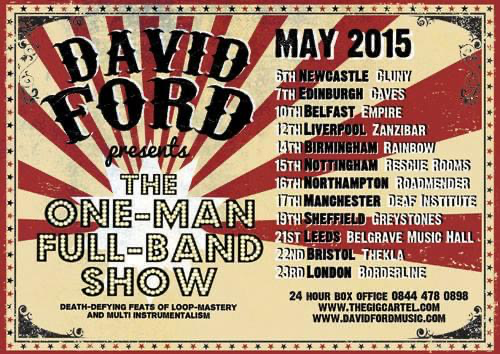 DAVID
FORD
presents
THE
ONE-MAN
FULL-BAND
SHOW
DEATH-DEFYING FEATS OF LOOP-MASTERY
AND MULTI INSTRUMENTALISM
MAY 2015
6TH NEWCASTLE CLUNY
7TH EDINBURGH CAVES
10TH BELFAST EMPIRE
12TH LIVERPOOL ZANZIBAR
14TH BIRMINGHAM RAINBOW
15TH NOTTINGHAM RESCUE ROOMS
16TH NORTHAMPTON ROADMENDER
17TH MANCHESTER DEAF INSTITUTE
19TH SHEFFIELD GREYSTONES
21ST LEEDS BELGRAVE MUSIC HALL
22ND BRISTOL THEKLA
23RD LONDON BORDERLINE
24 HOUR BOX OFFICE 0844 478 0898
WWW.THEGIGCARTEL.COM
WWW.DAVIDFORDMUSIC.COM